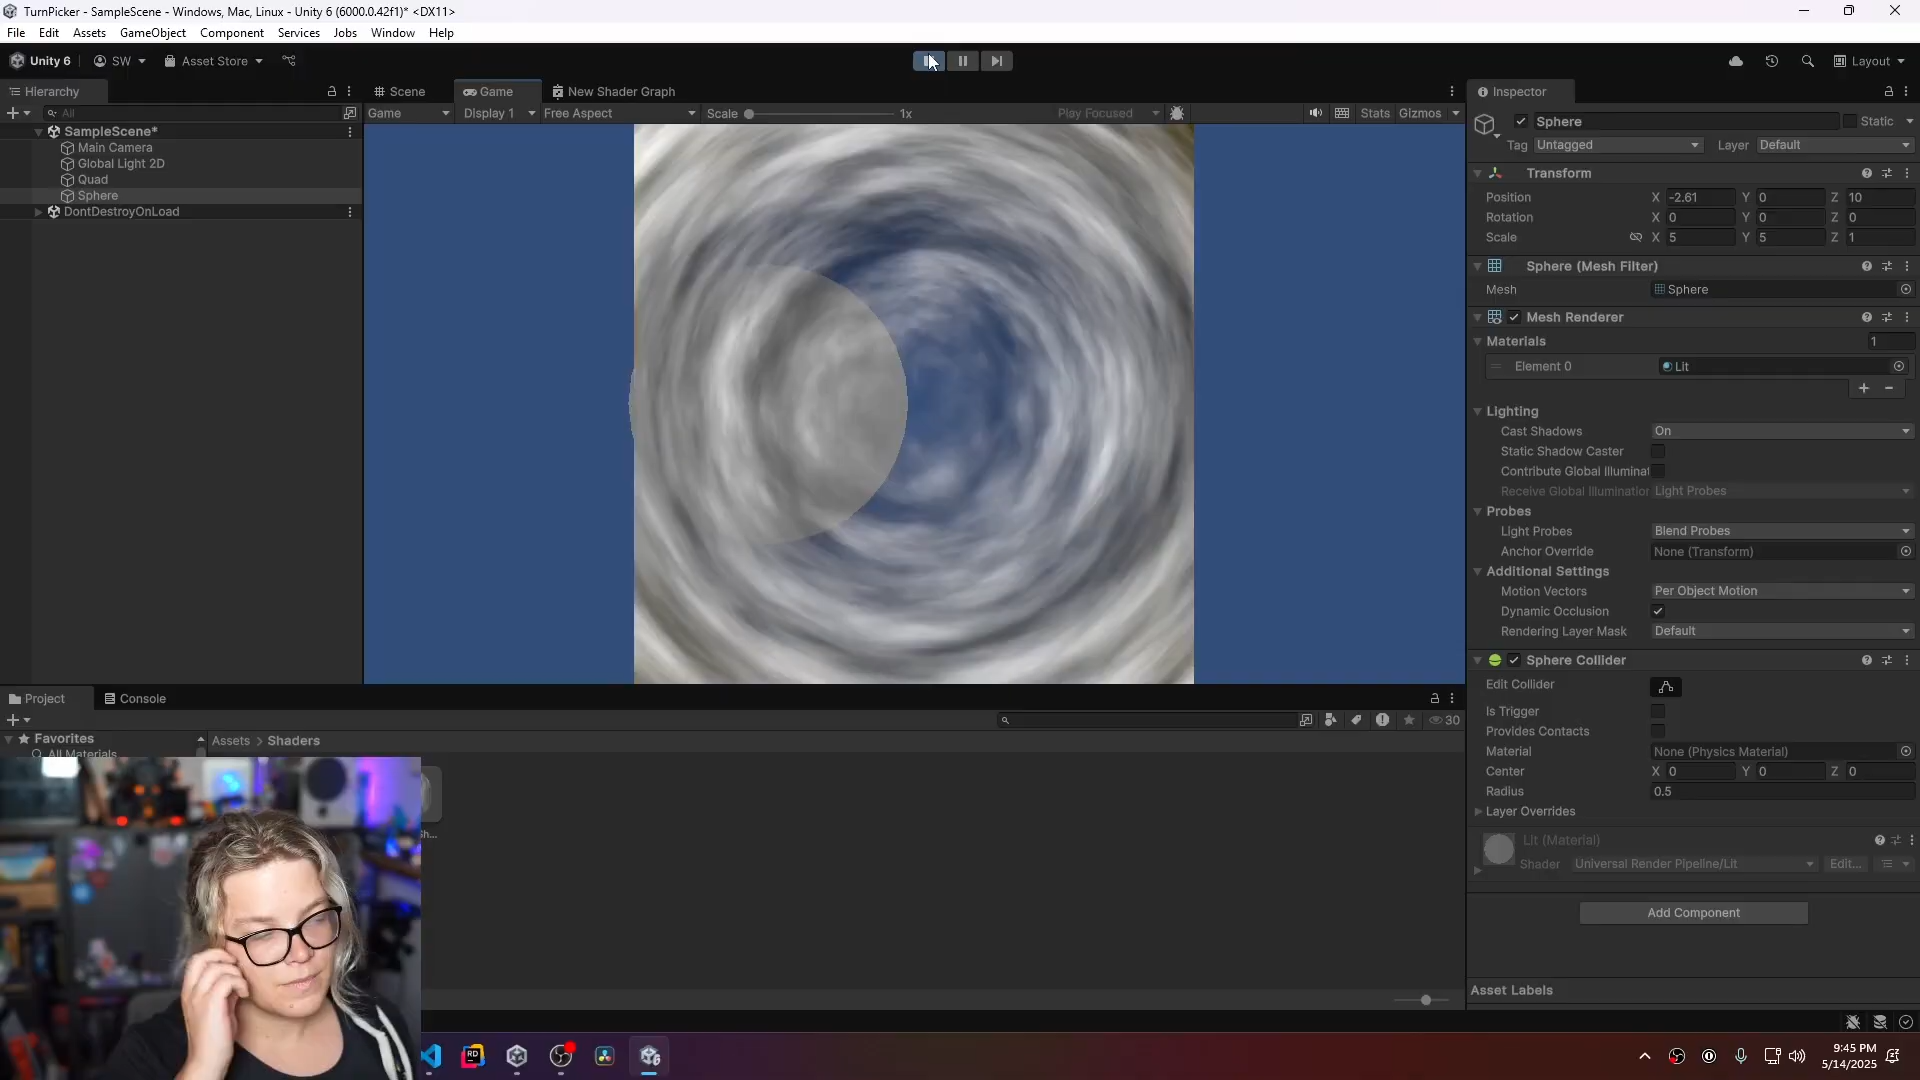 TurnPicker - SampleScene - Windows, Mac, Linux - Unity 6 (6000.0.42f1)* <DX11>
File Edit Assets GameObject Component Services Jobs Window Help
Unity 6 SW Asset Store Layout
Hierarchy Scene Game New Shader Graph Inspector
All Game Display 1 Free Aspect Scale 1x Play Focused Stats Gizmos
Sphere Static
SampleScene*
Main Camera
Global Light 2D
Quad
Sphere
DontDestroyOnLoad
Tag Untagged Layer Default
Transform
Position X -2.61 Y 0 Z 10
Rotation X 0 Y 0 Z 0
Scale X 5 Y 5 Z 1
Sphere (Mesh Filter)
Mesh Sphere
Mesh Renderer
Materials 1
Element 0 Lit
Lighting
Cast Shadows On
Static Shadow Caster
Contribute Global Illuminat
Receive Global Illumination Light Probes
Probes
Light Probes Blend Probes
Anchor Override None (Transform)
Additional Settings
Motion Vectors Per Object Motion
Dynamic Occlusion
Rendering Layer Mask Default
Sphere Collider
Edit Collider
Is Trigger
Provides Contacts
Material None (Physics Material)
Center X 0 Y 0 Z 0
Radius 0.5
Layer Overrides
Lit (Material)
Shader Universal Render Pipeline/Lit Edit...
Add Component
Asset Labels
Project Console
30
Favorites Assets > Shaders
All Materials
Sh...
RD
9:45 PM
5/14/2025